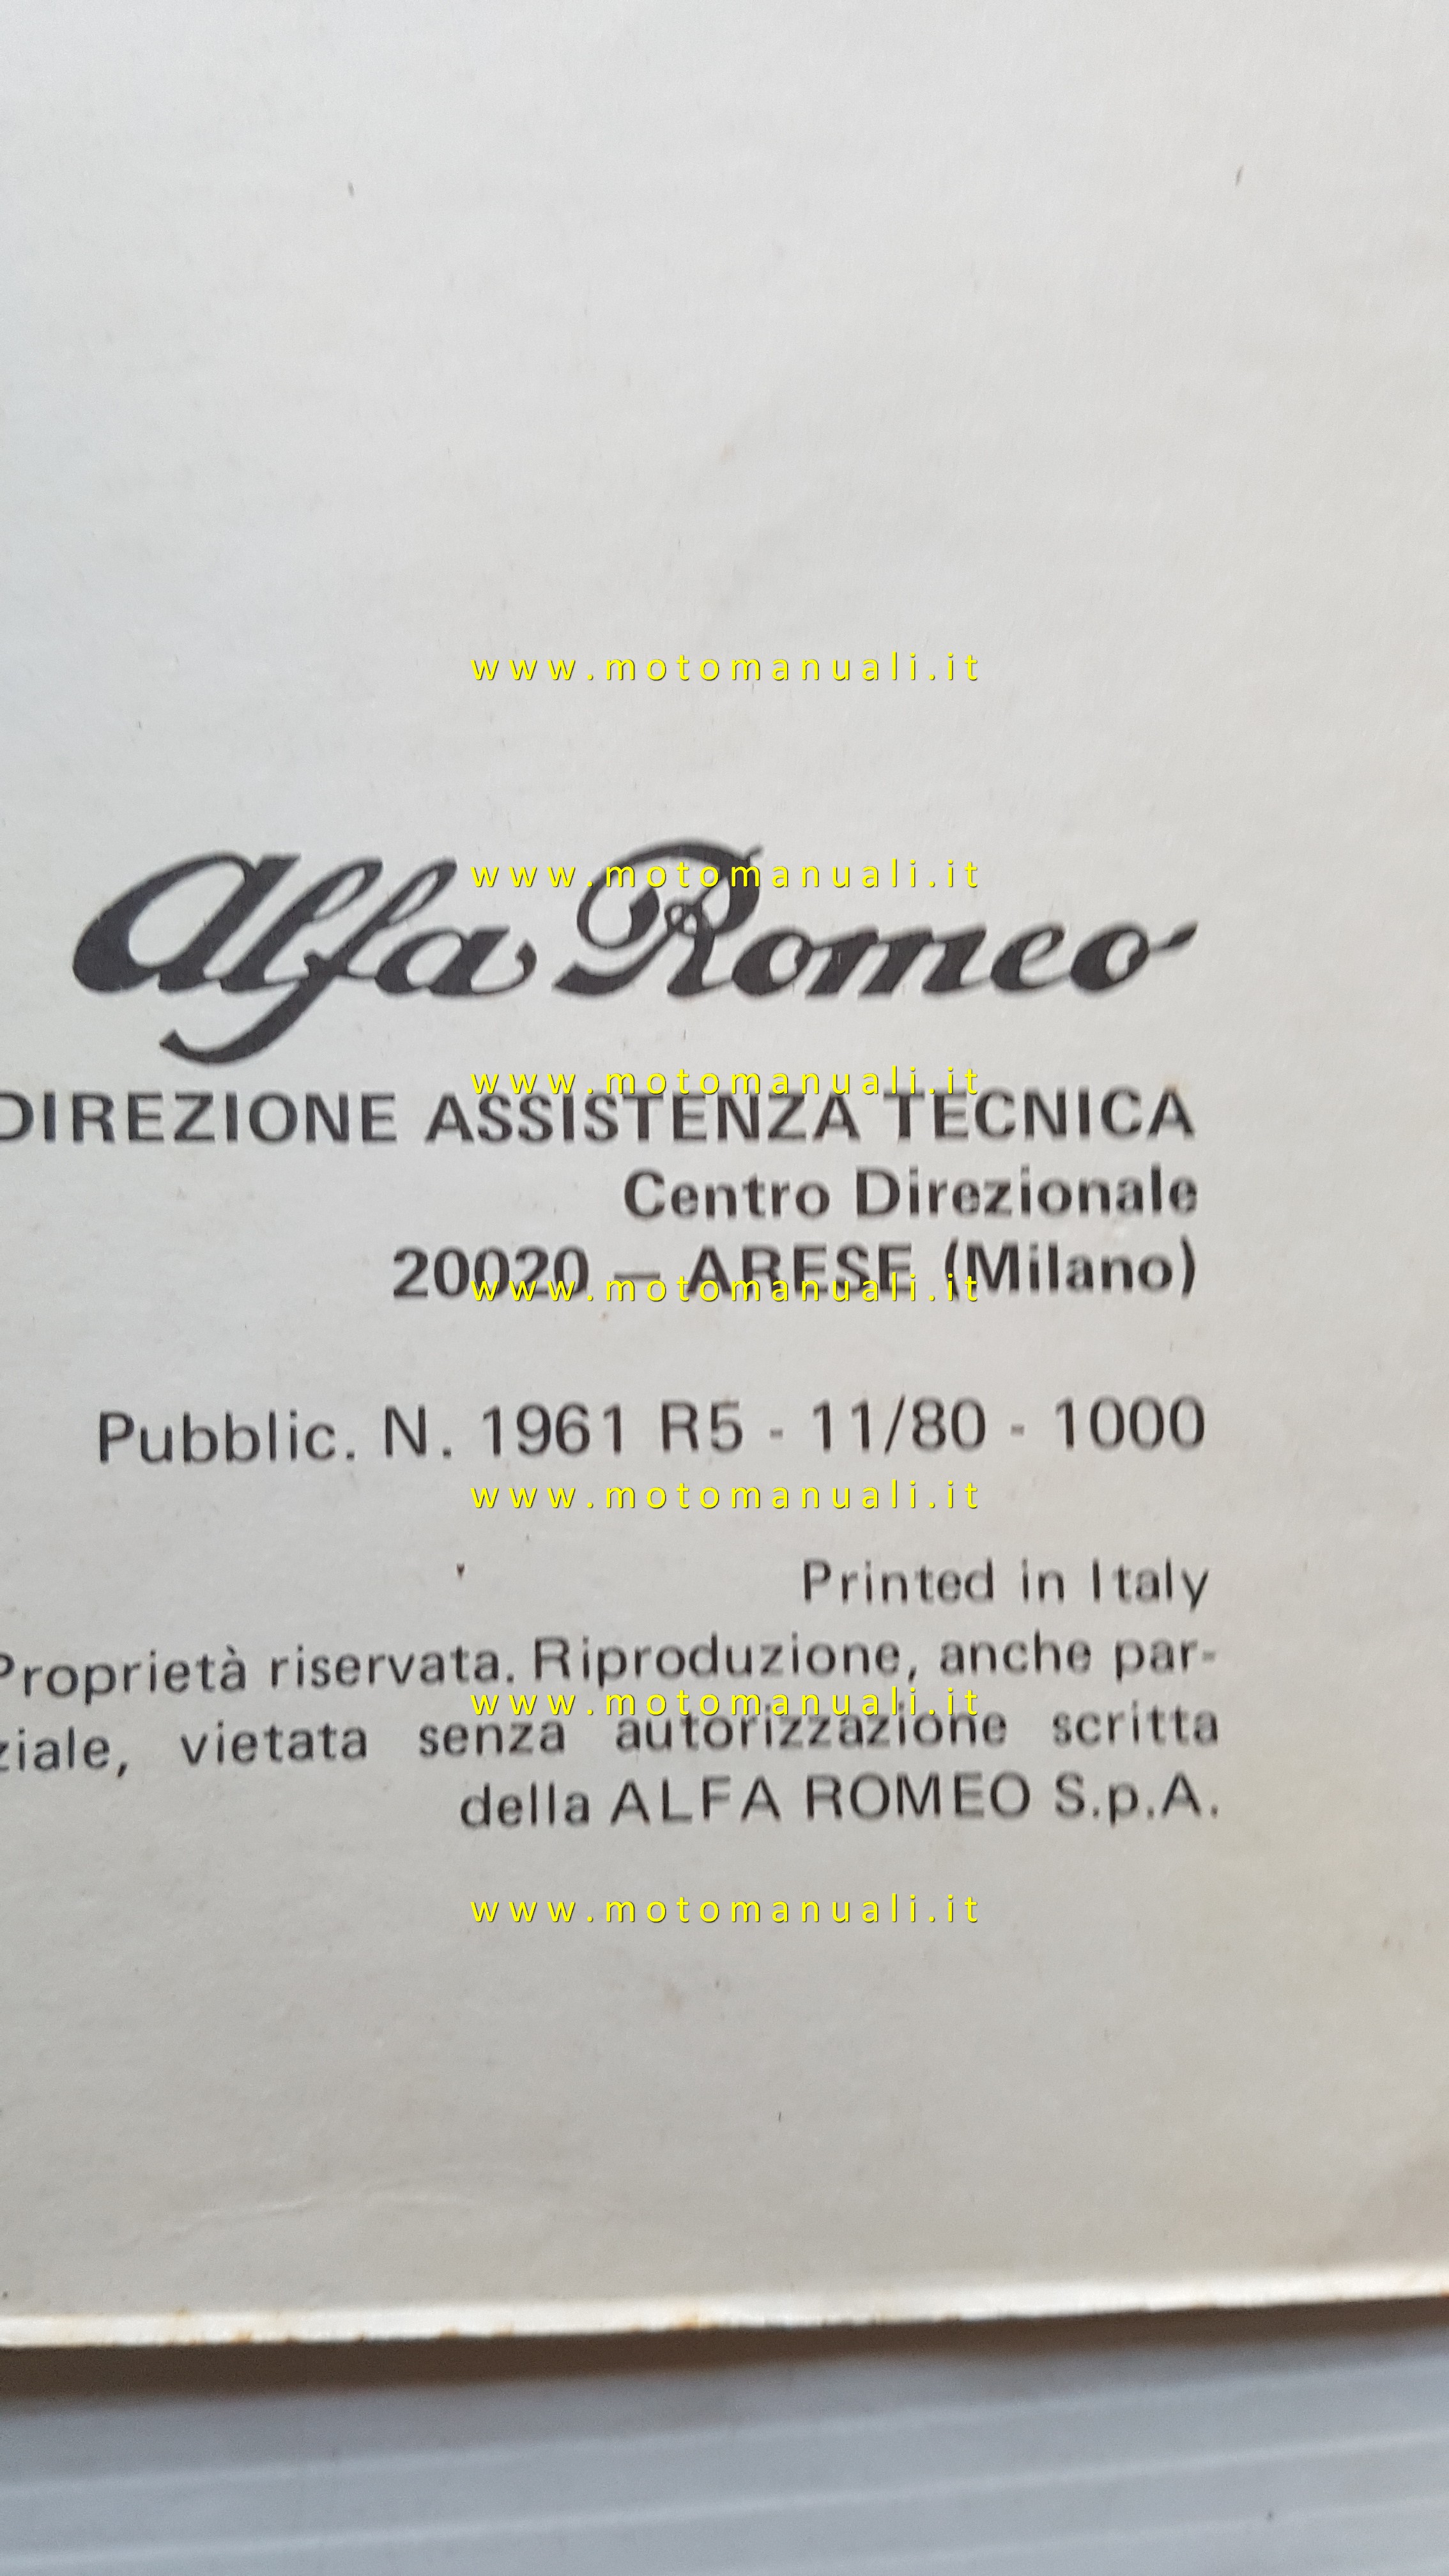 www.motomanuali.it
Alfa Romeo
www.motomanuali.it
www.motomanuali.it
DIREZIONE ASSISTENZA TECNICA
Centro Direzionale
20020 — ARESE (Milano)
www.motomanuali.it
Pubblic. N. 1961 R5 - 11/80 - 1000
www.motomanuali.it
Printed in Italy
Proprietà riservata. Riproduzione, anche par-
www.motomanuali.it
ziale, vietata senza autorizzazione scritta
della ALFA ROMEO S.p.A.
www.motomanuali.it